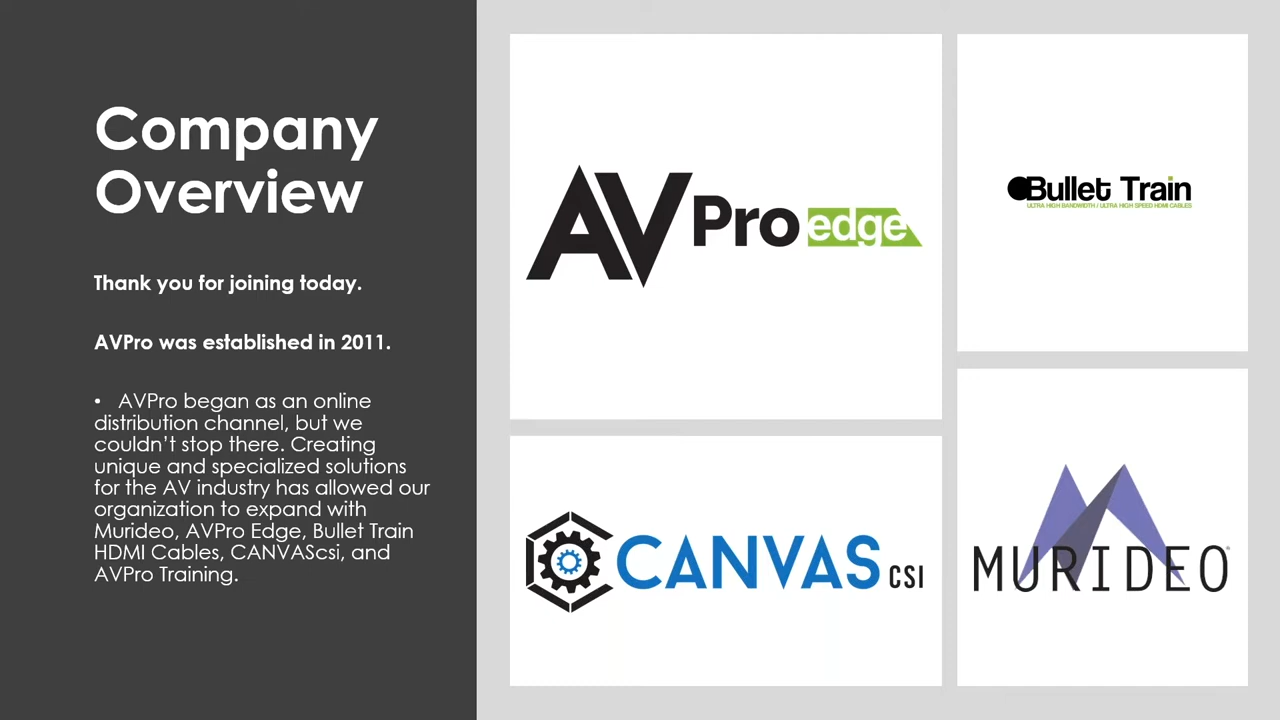 Company
Overview
Thank you for joining today.
AVPro was established in 2011.
• AVPro began as an online
distribution channel, but we
couldn’t stop there. Creating
unique and specialized solutions
for the AV industry has allowed our
organization to expand with
Murideo, AVPro Edge, Bullet Train
HDMI Cables, CANVAScsi, and
AVPro Training.
AVPro edge
Bullet Train
ULTRA HIGH BANDWIDTH / ULTRA HIGH SPEED HDMI CABLES
CANVAS CSI
MURIDEO®